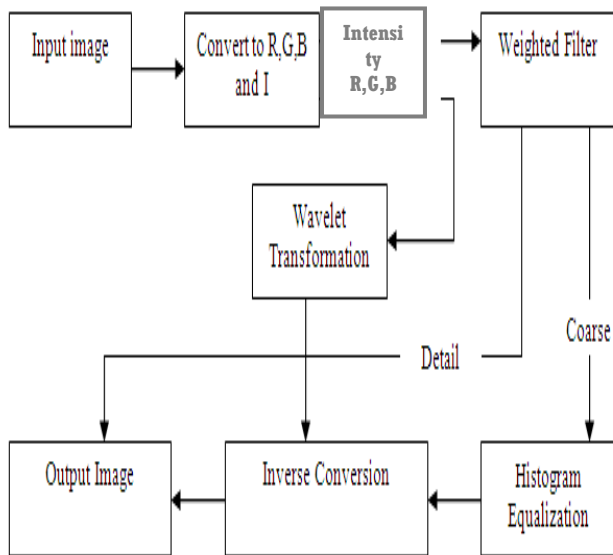 Input image
Convert to R,G,B
and I
Intensi
ty
R,G,B
Weighted Filter
Wavelet
Transformation
Detail
Coarse
Output Image
Inverse Conversion
Histogram
Equalization